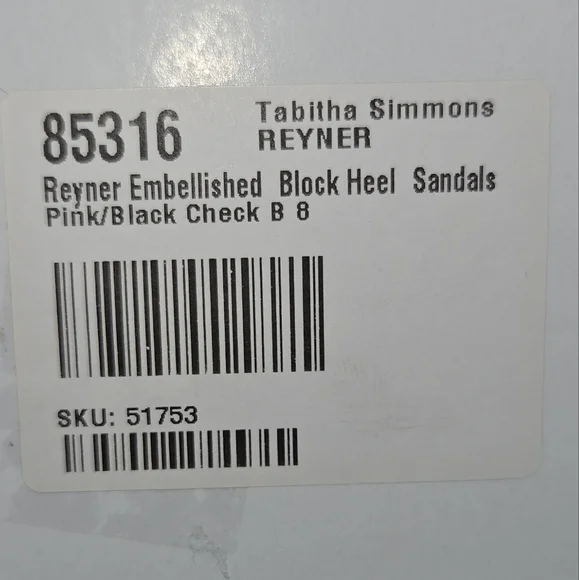 85316
Tabitha Simmons
REYNER
Reyner Embellished Block Heel Sandals
Pink/Black Check B 8
SKU: 51753